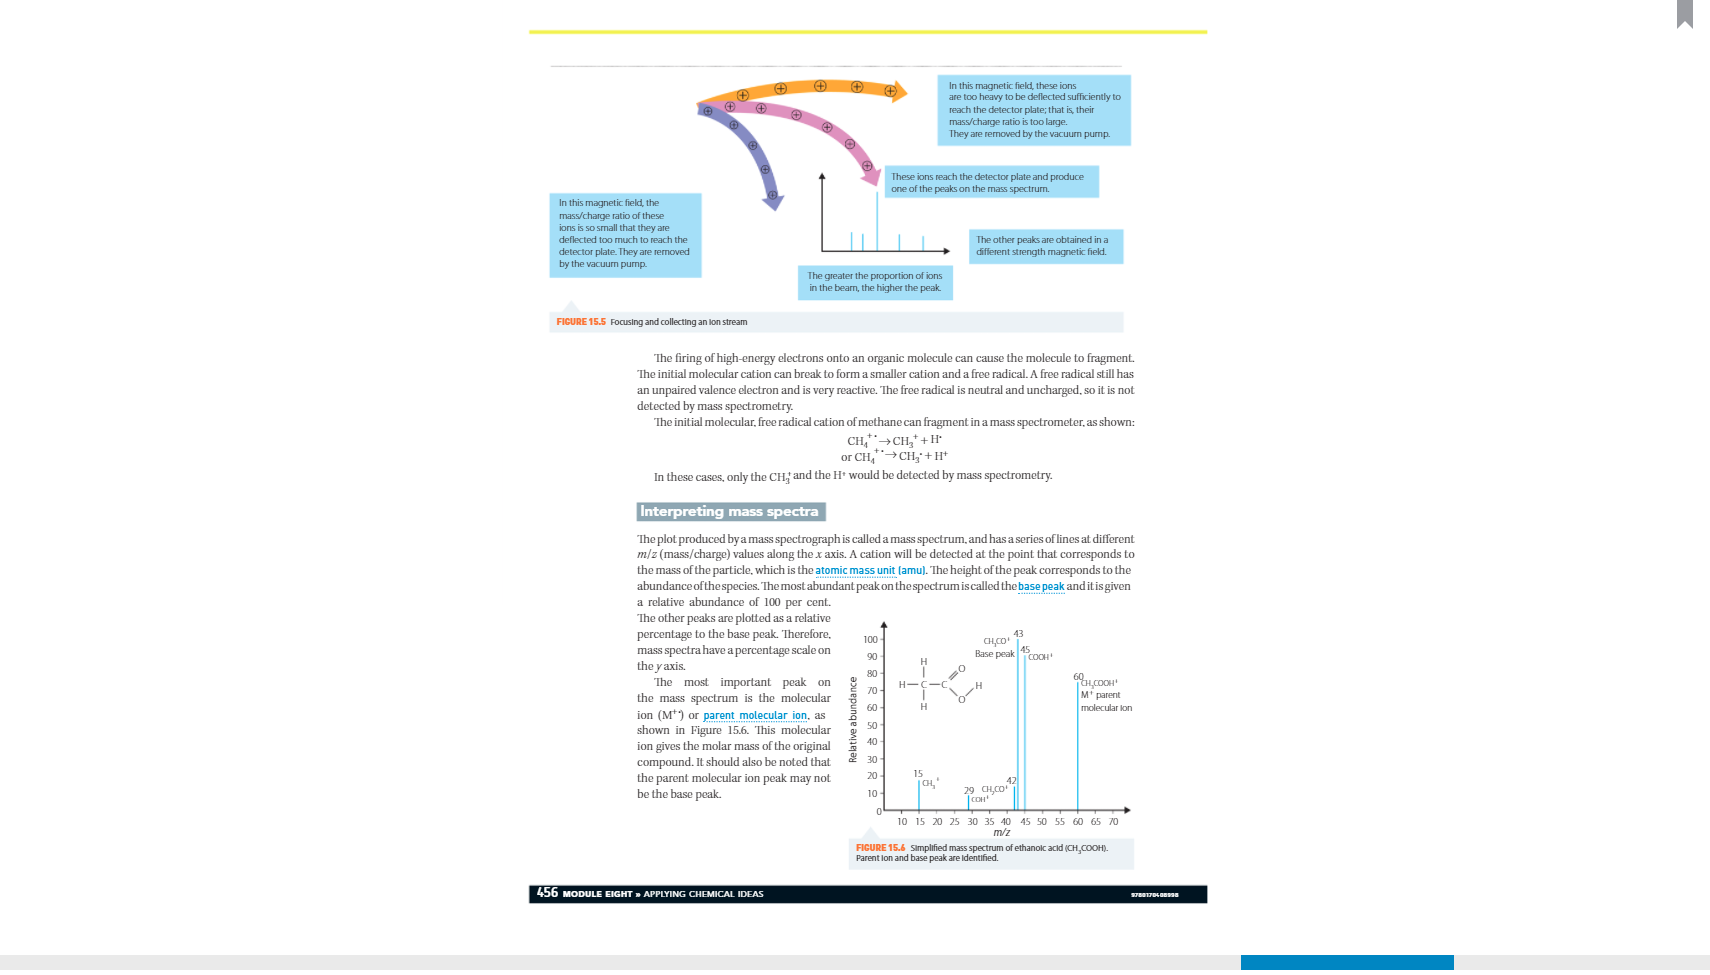 In this magnetic field, these ions
are too heavy to be deflected sufficiently to
reach the detector plate; that is, their
mass/charge ratio is too large.
They are removed by the vacuum pump.
These ions reach the detector plate and produce
one of the peaks on the mass spectrum.
In this magnetic field, the
mass/charge ratio of these
ions is so small that they are
deflected too much to reach the
detector plate. They are removed
by the vacuum pump.
The other peaks are obtained in a
different strength magnetic field.
The greater the proportion of ions
in the beam, the higher the peak.
FIGURE 15.5 Focusing and collecting an ion stream
The firing of high-energy electrons onto an organic molecule can cause the molecule to fragment.
The initial molecular cation can break to form a smaller cation and a free radical. A free radical still has
an unpaired valence electron and is very reactive. The free radical is neutral and uncharged, so it is not
detected by mass spectrometry.
The initial molecular, free radical cation of methane can fragment in a mass spectrometer, as shown:
CH₄⁺• → CH₃⁺ + H•
or CH₄⁺• → CH₃• + H⁺
In these cases, only the CH₃⁺ and the H⁺ would be detected by mass spectrometry.
Interpreting mass spectra
The plot produced by a mass spectrograph is called a mass spectrum, and has a series of lines at different
m/z (mass/charge) values along the x axis. A cation will be detected at the point that corresponds to
the mass of the particle, which is the atomic mass unit (amu). The height of the peak corresponds to the
abundance of the species. The most abundant peak on the spectrum is called the base peak and it is given
a relative abundance of 100 per cent.
The other peaks are plotted as a relative
percentage to the base peak. Therefore,
mass spectra have a percentage scale on
the y axis.
The most important peak on
the mass spectrum is the molecular
ion (M⁺•) or parent molecular ion, as
shown in Figure 15.6. This molecular
ion gives the molar mass of the original
compound. It should also be noted that
the parent molecular ion peak may not
be the base peak.
Relative abundance
100
90
80
70
60
50
40
30
20
10
0
H
H–C–C
H
O
O
H
CH₃CO⁺
Base peak
43
45
COOH⁺
60
CH₃COOH⁺
M⁺ parent
molecular ion
15
CH₃⁺
29
COH⁺
CH₂CO⁺
42
10 15 20 25 30 35 40 45 50 55 60 65 70
m/z
FIGURE 15.6 Simplified mass spectrum of ethanoic acid (CH₃COOH).
Parent ion and base peak are identified.
456 MODULE EIGHT » APPLYING CHEMICAL IDEAS
9780170408998